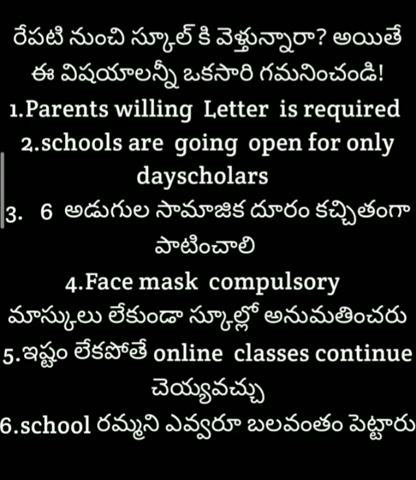 రేపటి నుంచి స్కూల్ కి వెళ్తున్నారా? అయితే
ఈ విషయాలన్నీ ఒకసారి గమనించండి!
1.Parents willing Letter is required
2.schools are going open for only
dayscholars
3. 6 అడుగుల సామాజిక దూరం కచ్చితంగా
పాటించాలి
4.Face mask compulsory
మాస్కులు లేకుండా స్కూల్లో అనుమతించరు
5.ఇష్టం లేకపోతే online classes continue
చెయ్యవచ్చు
6.school రమ్మని ఎవ్వరూ బలవంతం పెట్టారు